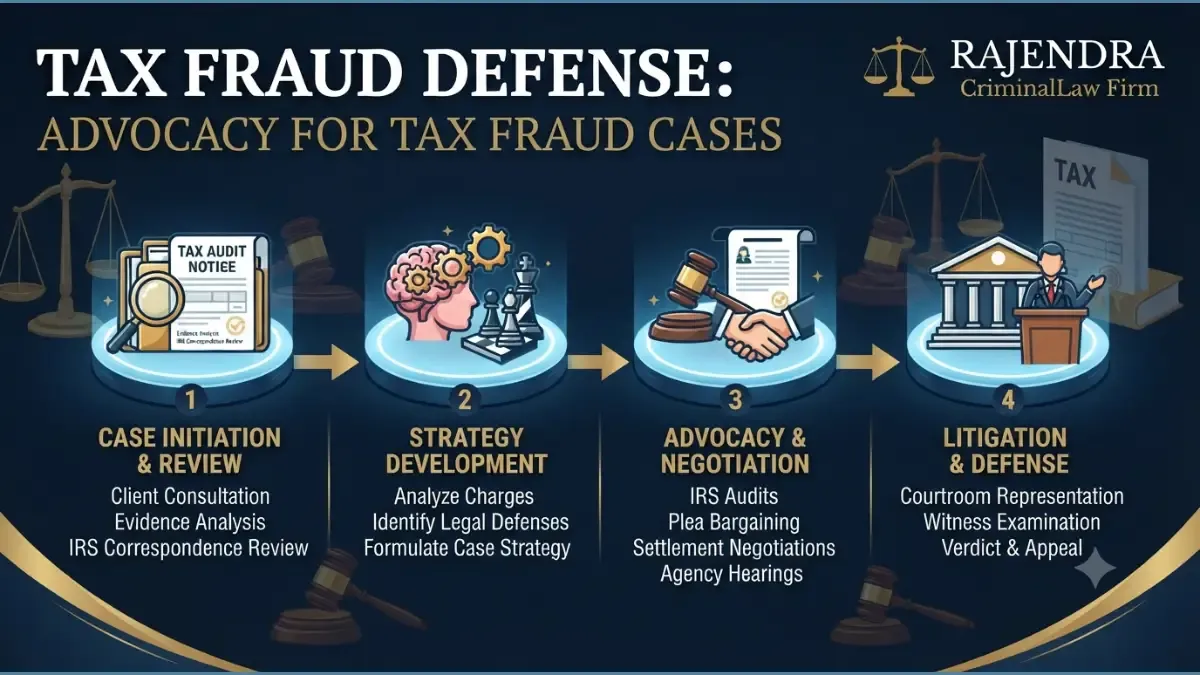 TAX FRAUD DEFENSE:
ADVOCACY FOR TAX FRAUD CASES
RAJENDRA
CriminalLaw Firm
TAX AUDIT
NOTICE
TAX
1
CASE INITIATION
& REVIEW
Client Consultation
Evidence Analysis
IRS Correspondence Review
2
STRATEGY
DEVELOPMENT
Analyze Charges
Identify Legal Defenses
Formulate Case Strategy
3
ADVOCACY &
NEGOTIATION
IRS Audits
Plea Bargaining
Settlement Negotiations
Agency Hearings
4
LITIGATION
& DEFENSE
Courtroom Representation
Witness Examination
Verdict & Appeal